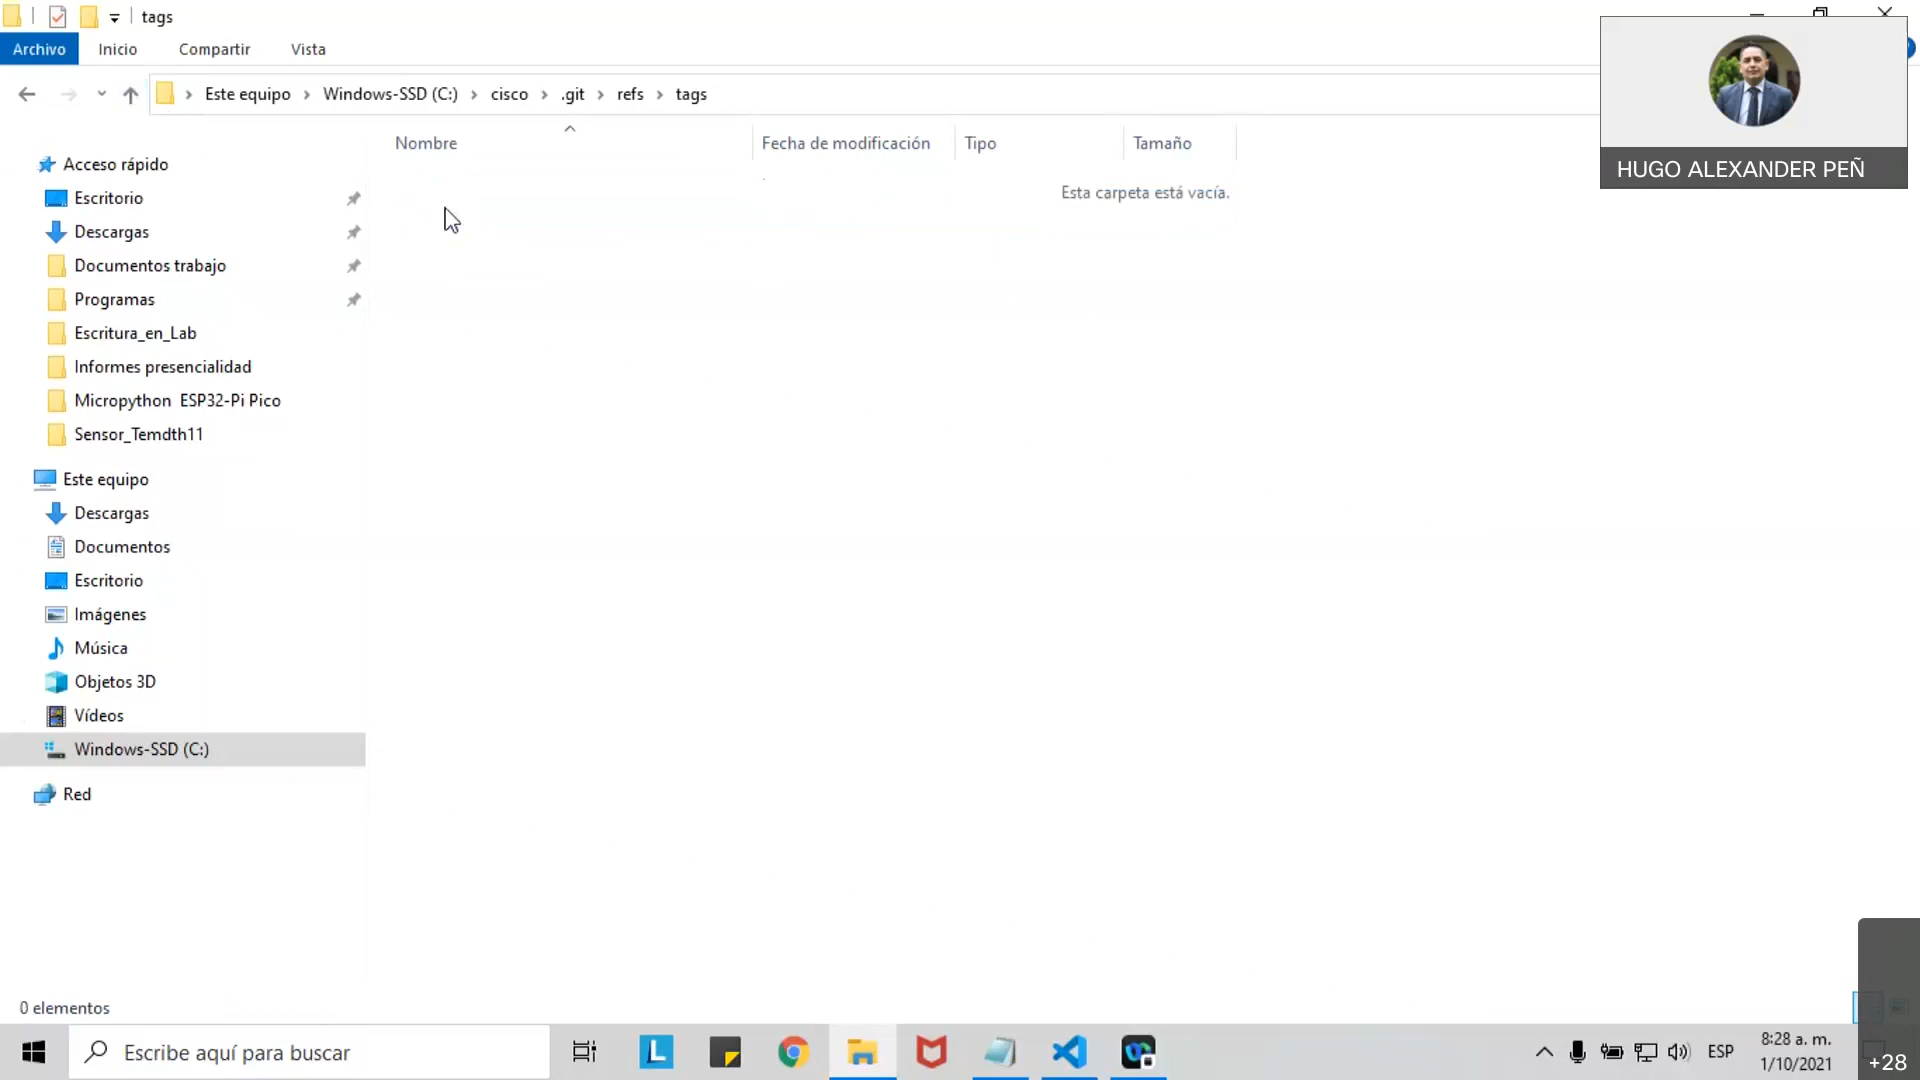 tags
Archivo Inicio Compartir Vista
Este equipo Windows-SSD (C:) cisco .git refs tags
Nombre Fecha de modificación Tipo Tamaño
Esta carpeta está vacía.
HUGO ALEXANDER PEÑ
Acceso rápido
Escritorio
Descargas
Documentos trabajo
Programas
Escritura_en_Lab
Informes presencialidad
Micropython ESP32-Pi Pico
Sensor_Temdth11
Este equipo
Descargas
Documentos
Escritorio
Imágenes
Música
Objetos 3D
Vídeos
Windows-SSD (C:)
Red
0 elementos
Escribe aquí para buscar
L
ESP
8:28 a. m.
1/10/2021
+28